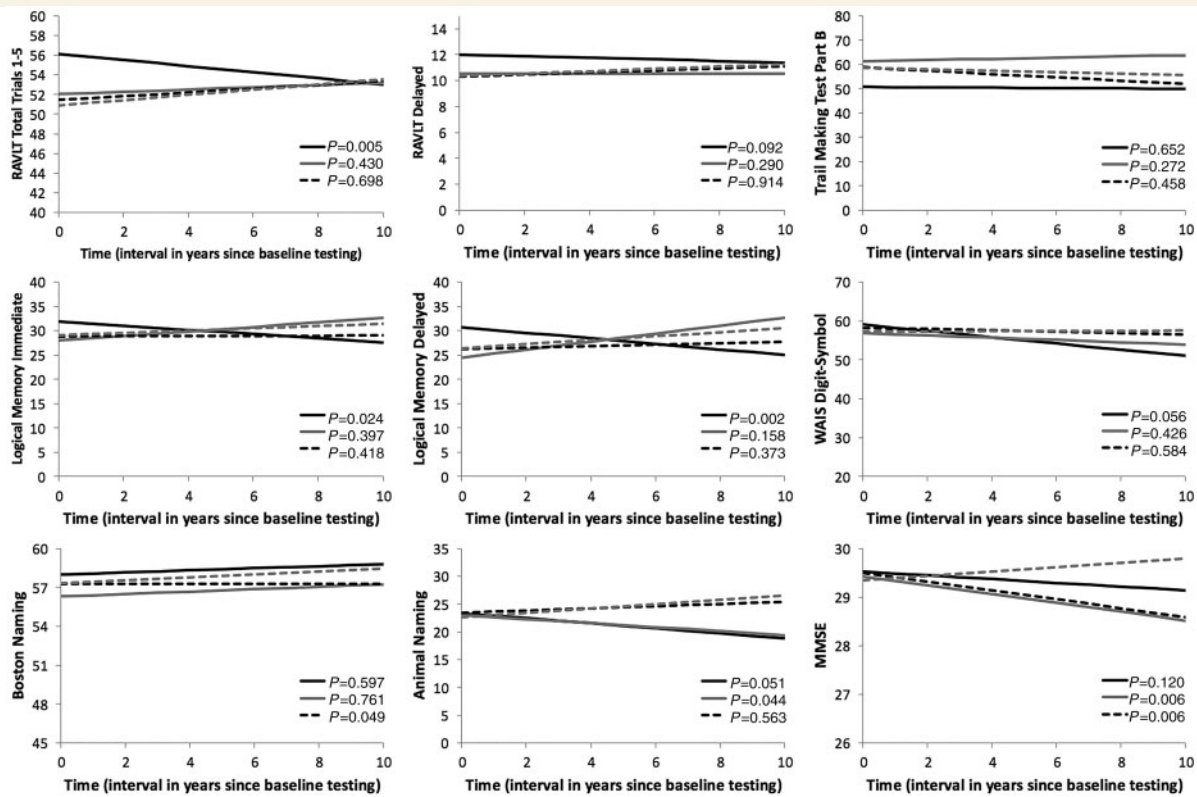 RAVLT Total Trials 1-5
60
58
56
54
52
50
48
46
44
42
40
P=0.005
P=0.430
P=0.698
0 2 4 6 8 10
Time (interval in years since baseline testing)
RAVLT Delayed
14
12
10
8
6
4
2
0
P=0.092
P=0.290
P=0.914
0 2 4 6 8 10
Time (interval in years since baseline testing)
Trail Making Test Part B
80
70
60
50
40
30
20
10
0
P=0.652
P=0.272
P=0.458
0 2 4 6 8 10
Time (interval in years since baseline testing)
Logical Memory Immediate
40
35
30
25
20
15
10
5
0
P=0.024
P=0.397
P=0.418
0 2 4 6 8 10
Time (interval in years since baseline testing)
Logical Memory Delayed
40
35
30
25
20
15
10
5
0
P=0.002
P=0.158
P=0.373
0 2 4 6 8 10
Time (interval in years since baseline testing)
WAIS Digit-Symbol
70
60
50
40
30
20
P=0.056
P=0.426
P=0.584
0 2 4 6 8 10
Time (interval in years since baseline testing)
Boston Naming
60
57
54
51
48
45
P=0.597
P=0.761
P=0.049
0 2 4 6 8 10
Time (interval in years since baseline testing)
Animal Naming
35
30
25
20
15
10
5
0
P=0.051
P=0.044
P=0.563
0 2 4 6 8 10
Time (interval in years since baseline testing)
MMSE
30
29
28
27
26
P=0.120
P=0.006
P=0.006
0 2 4 6 8 10
Time (interval in years since baseline testing)